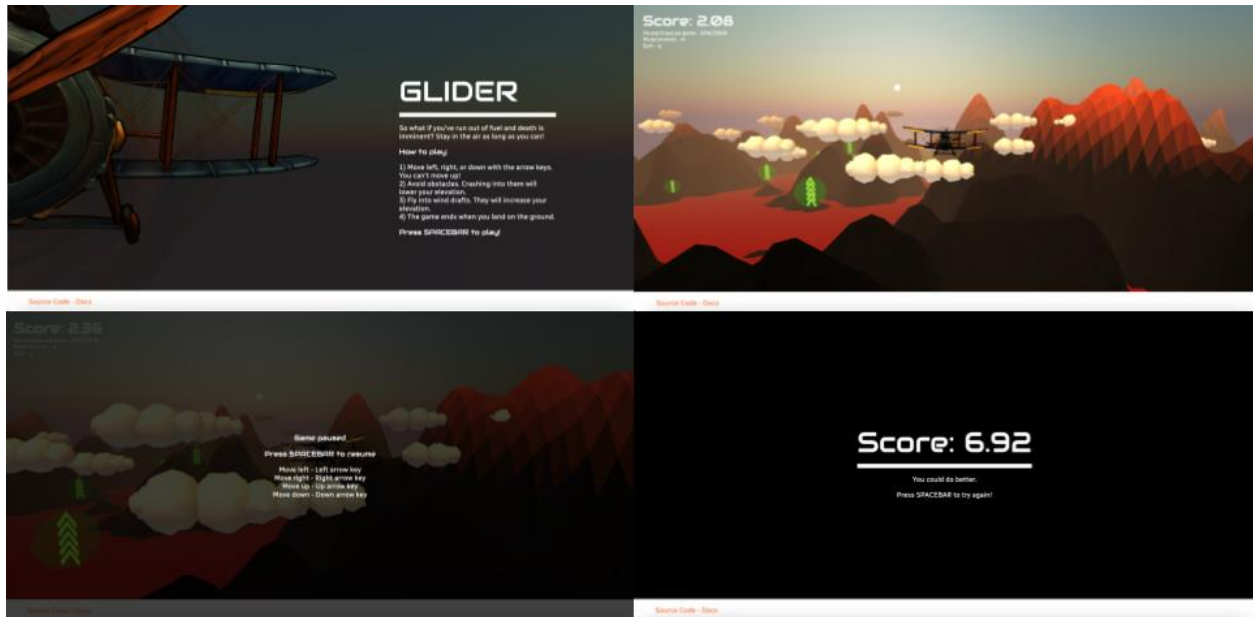 GLIDER
So what if you've run out of fuel and death is
imminent? Stay in the air as long as you can!
How to play:
1) Move left, right, or down with the arrow keys.
You can't move up!
2) Avoid obstacles. Crashing into them will
lower your elevation.
3) Fly into wind drafts. They will increase your
elevation.
4) The game ends when you land on the ground.
Press SPACEBAR to play!
Source Code - Docs
Score: 2.08
SPACEBAR
Source Code - Docs
Score: 2.36
Game paused
Press SPACEBAR to resume
Move left - Left arrow key
Move right - Right arrow key
Move up - Up arrow key
Move down - Down arrow key
Source Code - Docs
Score: 6.92
You could do better.
Press SPACEBAR to try again!
Source Code - Docs